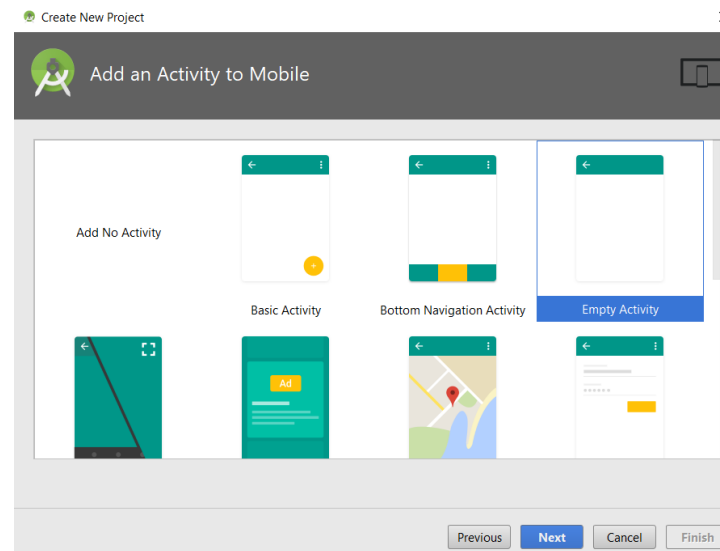 Create New Project
Add an Activity to Mobile
Add No Activity
Basic Activity
Bottom Navigation Activity
Empty Activity
Ad
Previous
Next
Cancel
Finish